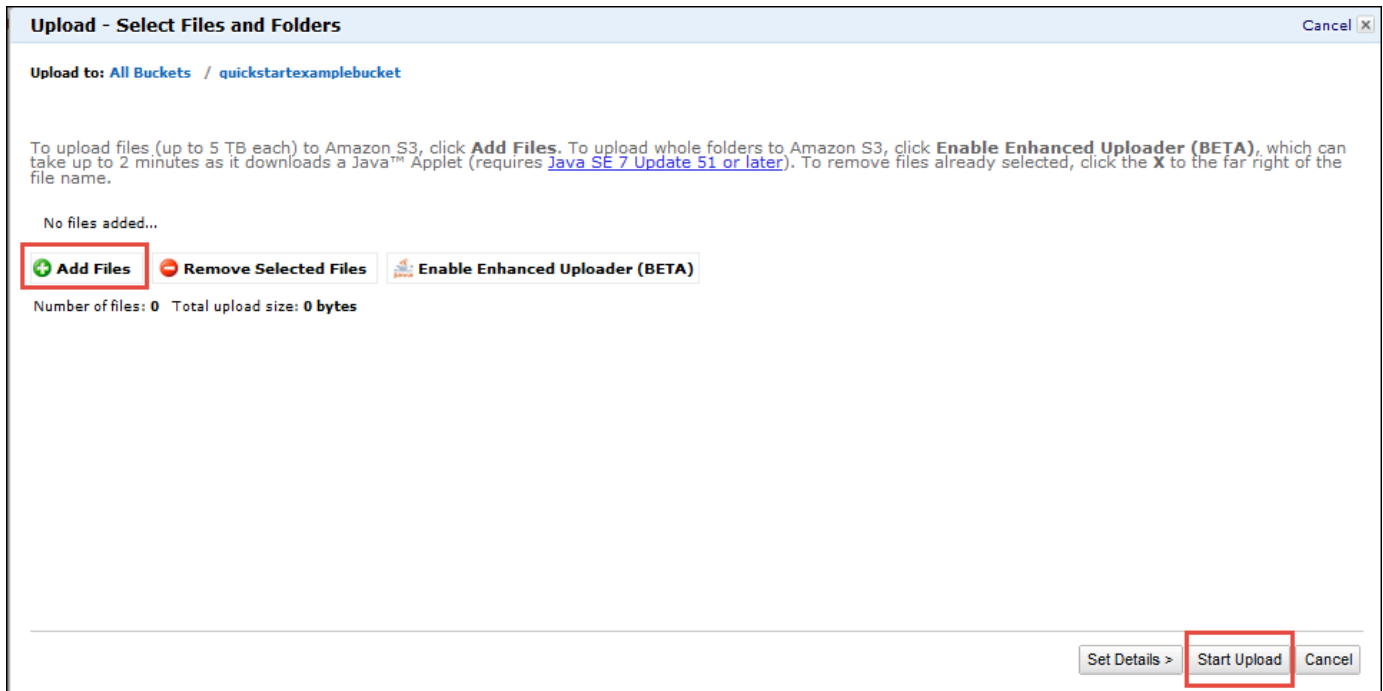 Upload - Select Files and Folders
Cancel
Upload to: All Buckets / quickstartexamplebucket
To upload files (up to 5 TB each) to Amazon S3, click Add Files. To upload whole folders to Amazon S3, click Enable Enhanced Uploader (BETA), which can
take up to 2 minutes as it downloads a Java™ Applet (requires Java SE 7 Update 51 or later). To remove files already selected, click the X to the far right of the
file name.
No files added...
Add Files Remove Selected Files Enable Enhanced Uploader (BETA)
Number of files: 0 Total upload size: 0 bytes
Set Details > Start Upload Cancel